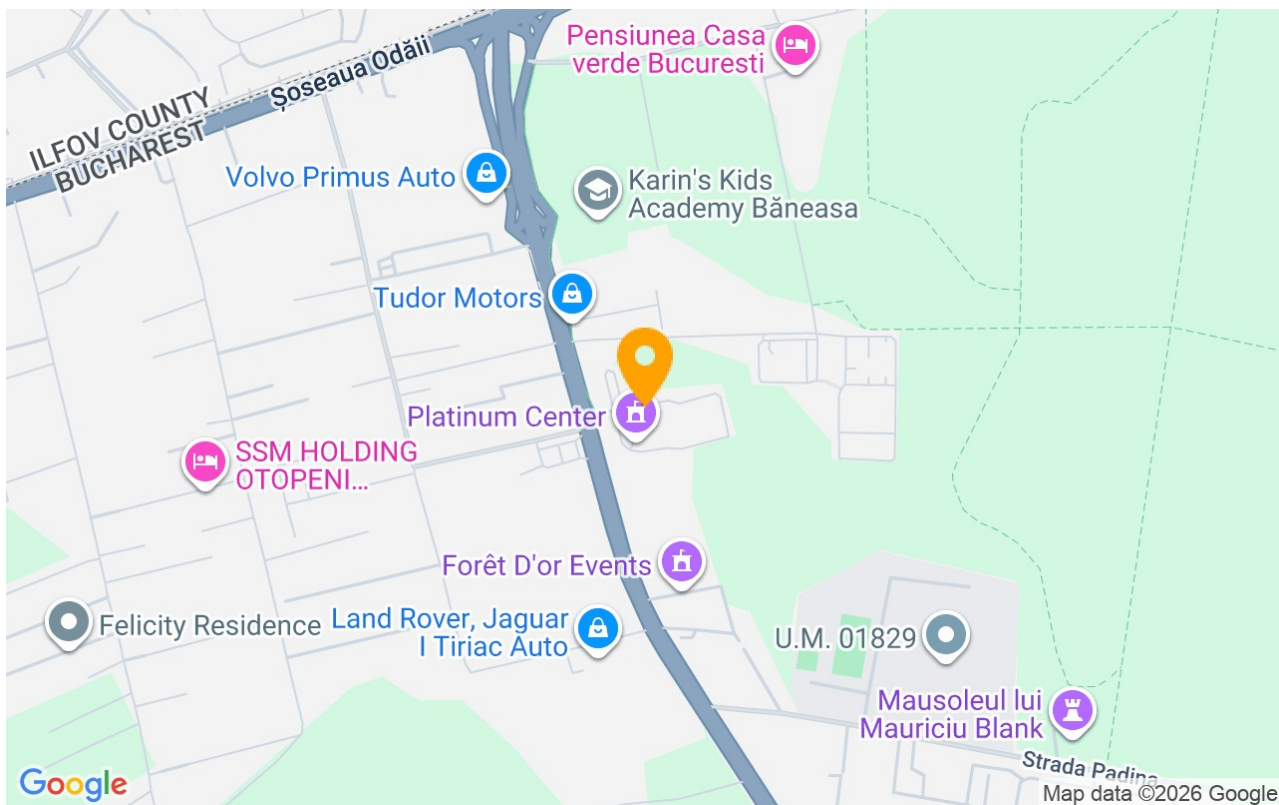 Pensiunea Casa
verde Bucuresti
Șoseaua Odăii
ILFOV COUNTY
BUCHAREST
Volvo Primus Auto
Karin's Kids
Academy Băneasa
Tudor Motors
Platinum Center
SSM HOLDING
OTOPENI...
Forêt D'or Events
Felicity Residence
Land Rover, Jaguar
I Tiriac Auto
U.M. 01829
Mausoleul lui
Mauriciu Blank
Strada Padina
Google
Map data ©2026 Google